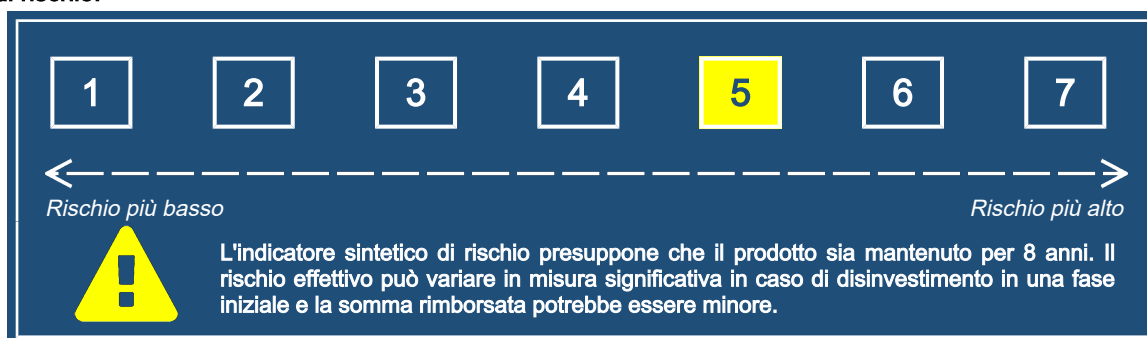 di rischio:
1 2 3 4 5 6 7
Rischio più basso Rischio più alto
L'indicatore sintetico di rischio presuppone che il prodotto sia mantenuto per 8 anni. Il
rischio effettivo può variare in misura significativa in caso di disinvestimento in una fase
iniziale e la somma rimborsata potrebbe essere minore.